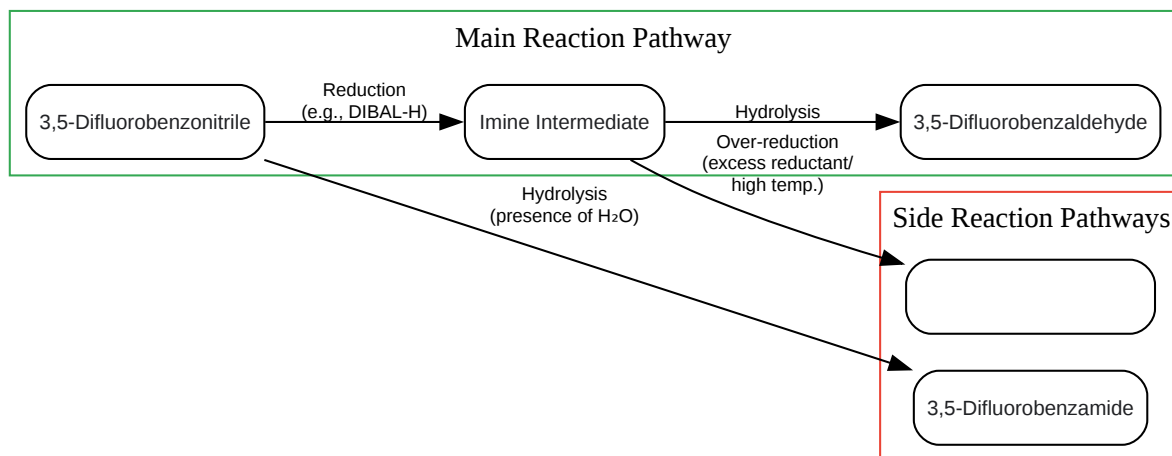 Main Reaction Pathway
3,5-Difluorobenzonitrile
Reduction
(e.g., DIBAL-H)
Imine Intermediate
Hydrolysis
3,5-Difluorobenzaldehyde
Over-reduction
(excess reductant/
high temp.)
Hydrolysis
(presence of H₂O)
Side Reaction Pathways
3,5-Difluorobenzamide